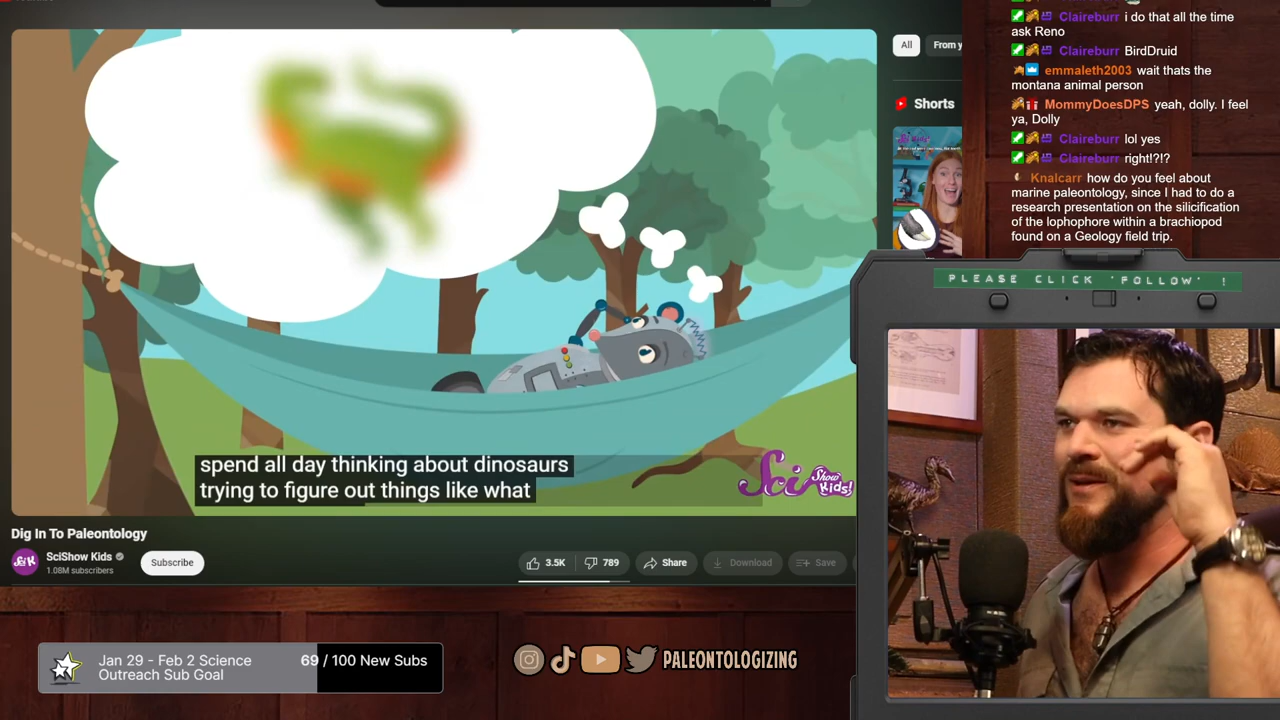 Claireburr i do that all the time
ask Reno
Claireburr BirdDruid
emmaleth2003 wait thats the
montana animal person
MommyDoesDPS yeah, dolly. I feel
ya, Dolly
Claireburr lol yes
Claireburr right!?!?
Knalcarr how do you feel about
marine paleontology, since I had to do a
research presentation on the silicification
of the lophophore within a brachiopod
found on a Geology field trip.
All
From y
Shorts
PLEASE CLICK "FOLLOW" !
spend all day thinking about dinosaurs
trying to figure out things like what
Sci Show Kids!
Dig In To Paleontology
SciShow Kids
1.08M subscribers
Subscribe
3.5K
789
Share
Download
Save
Jan 29 - Feb 2 Science
Outreach Sub Goal
69 / 100 New Subs
PALEONTOLOGIZING